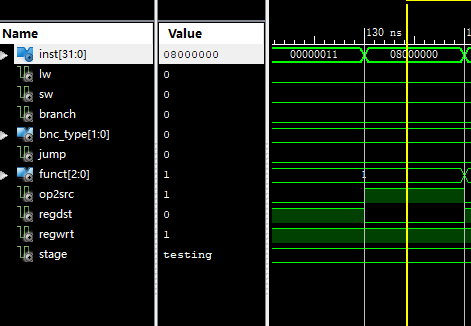 Name Value
130 ns
inst[31:0] 08000000 00000011 08000000
lw 0
sw 0
branch 0
bnc_type[1:0] 0
jump 0
funct[2:0] 1 1
op2src 1
regdst 0
regwrt 1
stage testing